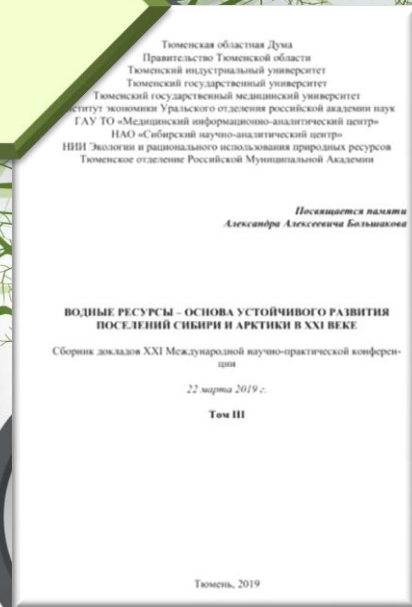 Тюменская областная Дума
Правительство Тюменской области
Тюменский индустриальный университет
Тюменский государственный университет
Тюменский государственный медицинский университет
ститут экономики Уральского отделения российской академии наук
ГАУ ТО «Медицинский информационно-аналитический центр»
НАО «Сибирский научно-аналитический центр»
НИИ Экологии и рационального использования природных ресурсов
Тюменское отделение Российской Муниципальной Академии
Посвящается памяти
Александра Алексеевича Большакова
ВОДНЫЕ РЕСУРСЫ – ОСНОВА УСТОЙЧИВОГО РАЗВИТИЯ
ПОСЕЛЕНИЙ СИБИРИ И АРКТИКИ В XXI ВЕКЕ
Сборник докладов XXI Международной научно-практической конферен-
ции
22 марта 2019 г.
Том III
Тюмень, 2019